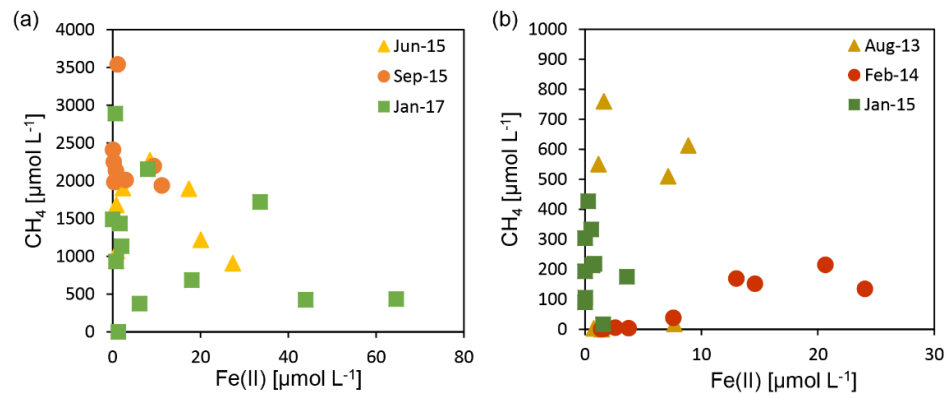 (a)
4000
3500
3000
2500
2000
1500
1000
500
0
CH₄ [µmol L⁻¹]
0 20 40 60 80
Fe(II) [µmol L⁻¹]
Jun-15
Sep-15
Jan-17
(b)
1000
900
800
700
600
500
400
300
200
100
0
CH₄ [µmol L⁻¹]
0 10 20 30
Fe(II) [µmol L⁻¹]
Aug-13
Feb-14
Jan-15